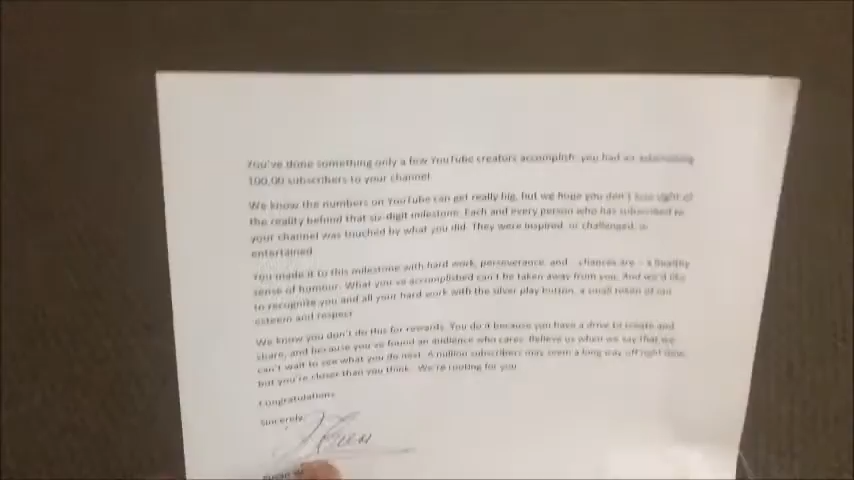 You've done something only a few YouTube creators accomplish: you had an astounding
100,00 subscribers to your channel.
We know the numbers on YouTube can get really big, but we hope you don't lose sight of
the reality behind that six-digit milestone. Each and every person who has subscribed to
your channel was touched by what you did. They were inspired, or challenged, or
entertained.
You made it to this milestone with hard work, perseverance, and - chances are - a healthy
sense of humour. What you've accomplished can't be taken away from you. And we'd like
to recognize you and all your hard work with the silver play button, a small token of our
esteem and respect.
We know you don't do this for rewards. You do it because you have a drive to create and
share, and because you've found an audience who cares. Believe us when we say that we
can't wait to see what you do next. A million subscribers may seem a long way off right now,
but you're closer than you think. We're rooting for you.
Congratulations
Sincerely,
Susan